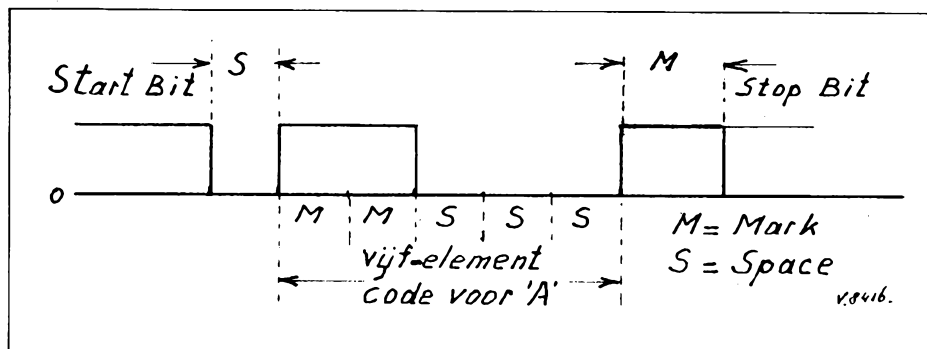 S M
Start Bit Stop Bit
0
M M S S S
M = Mark
vijf-element
S = Space
code voor 'A'
V.8416.